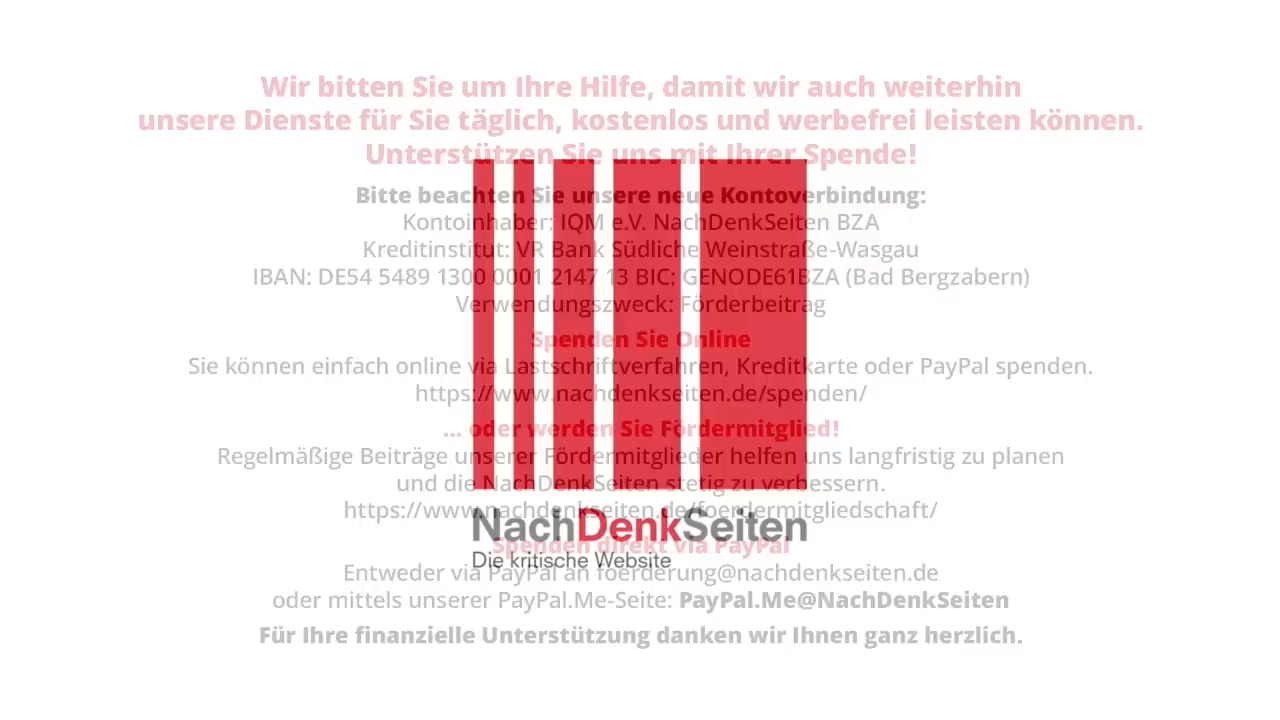 Wir bitten Sie um Ihre Hilfe, damit wir auch weiterhin
unsere Dienste für Sie täglich, kostenlos und werbefrei leisten können.
Unterstützen Sie uns mit Ihrer Spende!
Bitte beachten Sie unsere neue Kontoverbindung:
Kontoinhaber: IQM e.V. NachDenkSeiten BZA
Kreditinstitut: VR Bank Südliche Weinstraße-Wasgau
IBAN: DE54 5489 1300 0001 2147 13 BIC: GENODE61BZA (Bad Bergzabern)
Verwendungszweck: Förderbeitrag
Spenden Sie Online
Sie können einfach online via Lastschriftverfahren, Kreditkarte oder PayPal spenden.
https://www.nachdenkseiten.de/spenden/
... oder werden Sie Fördermitglied!
Regelmäßige Beiträge unserer Fördermitglieder helfen uns langfristig zu planen
und die NachDenkSeiten stetig zu verbessern.
https://www.nachdenkseiten.de/foerdermitgliedschaft/
NachDenkSeiten
Spenden direkt via PayPal
Die kritische Website
Entweder via PayPal an foerderung@nachdenkseiten.de
oder mittels unserer PayPal.Me-Seite: PayPal.Me@NachDenkSeiten
Für Ihre finanzielle Unterstützung danken wir Ihnen ganz herzlich.